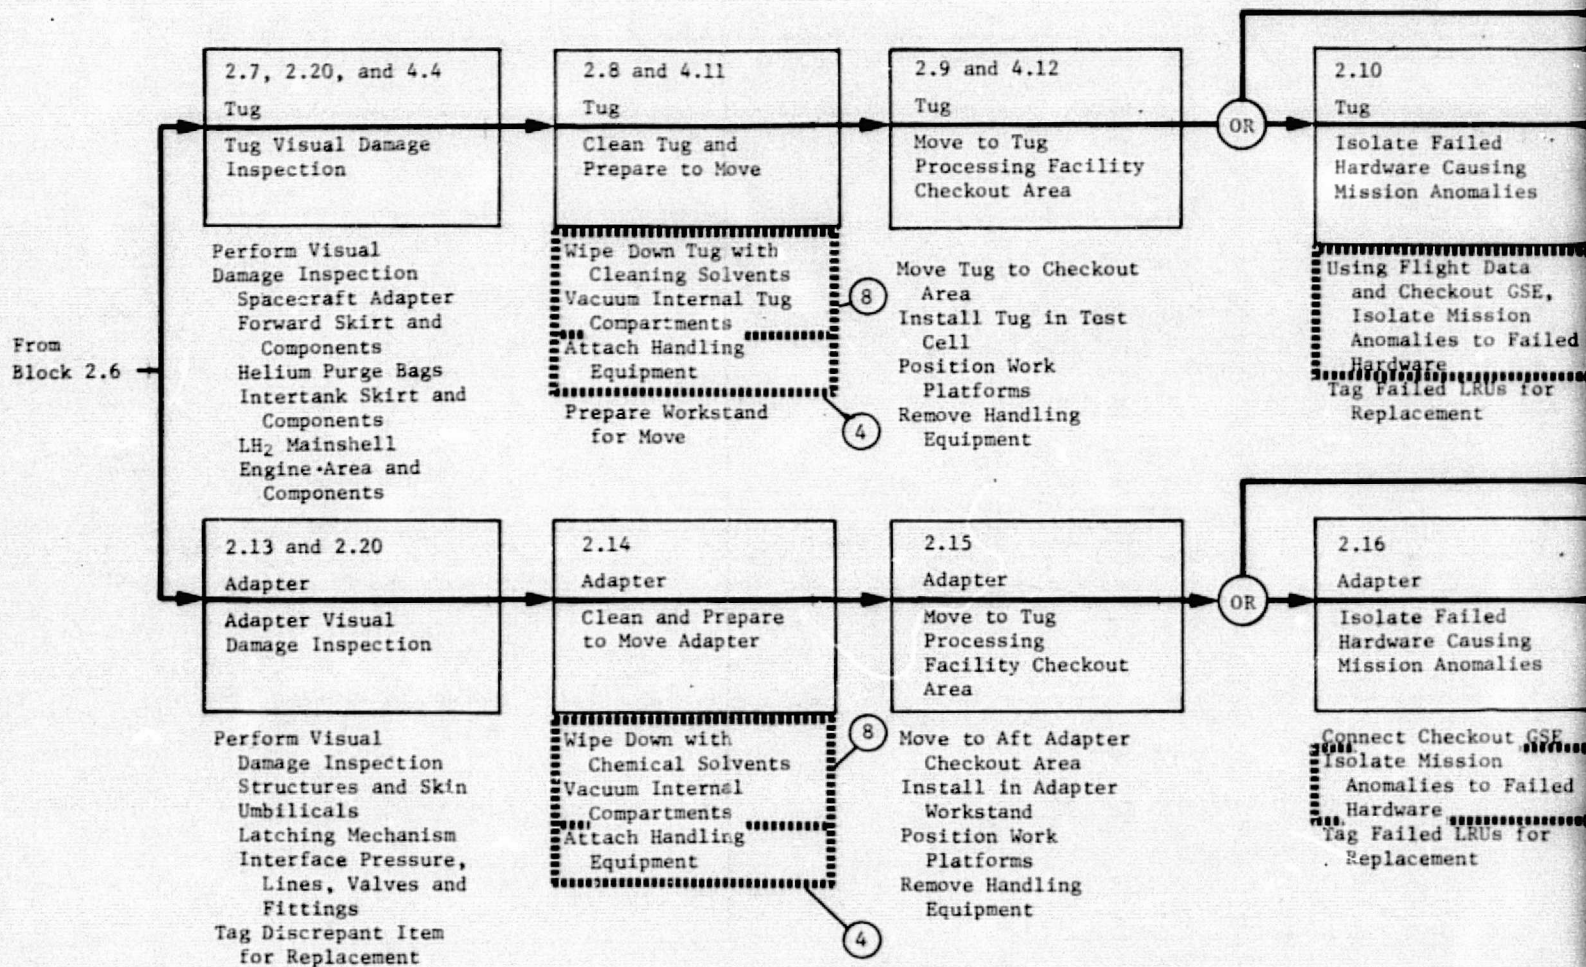 From
Block 2.6
2.7, 2.20, and 4.4
Tug
Tug Visual Damage
Inspection
Perform Visual
Damage Inspection
Spacecraft Adapter
Forward Skirt and
Components
Helium Purge Bags
Intertank Skirt and
Components
LH₂ Mainshell
Engine Area and
Components
2.8 and 4.11
Tug
Clean Tug and
Prepare to Move
Wipe Down Tug with
Cleaning Solvents
Vacuum Internal Tug
Compartments
Attach Handling
Equipment
Prepare Workstand
for Move
8
4
2.9 and 4.12
Tug
Move to Tug
Processing Facility
Checkout Area
Move Tug to Checkout
Area
Install Tug in Test
Cell
Position Work
Platforms
Remove Handling
Equipment
OR
2.10
Tug
Isolate Failed
Hardware Causing
Mission Anomalies
Using Flight Data
and Checkout GSE,
Isolate Mission
Anomalies to Failed
Hardware
Tag Failed LRUs for
Replacement
2.13 and 2.20
Adapter
Adapter Visual
Damage Inspection
Perform Visual
Damage Inspection
Structures and Skin
Umbilicals
Latching Mechanism
Interface Pressure,
Lines, Valves and
Fittings
Tag Discrepant Item
for Replacement
2.14
Adapter
Clean and Prepare
to Move Adapter
Wipe Down with
Chemical Solvents
Vacuum Internal
Compartments
Attach Handling
Equipment
8
4
2.15
Adapter
Move to Tug
Processing
Facility Checkout
Area
Move to Aft Adapter
Checkout Area
Install in Adapter
Workstand
Position Work
Platforms
Remove Handling
Equipment
OR
2.16
Adapter
Isolate Failed
Hardware Causing
Mission Anomalies
Connect Checkout GSE
Isolate Mission
Anomalies to Failed
Hardware
Tag Failed LRUs for
Replacement